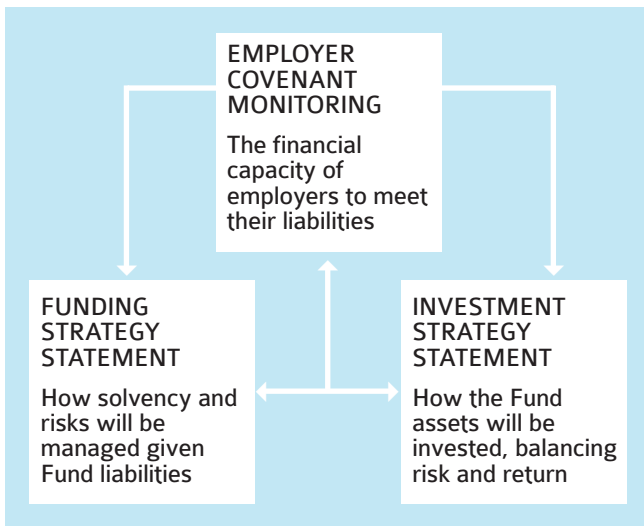 EMPLOYER
COVENANT
MONITORING
The financial
capacity of
employers to meet
their liabilities
FUNDING
STRATEGY
STATEMENT
How solvency and
risks will be
managed given
Fund liabilities
INVESTMENT
STRATEGY
STATEMENT
How the Fund
assets will be
invested, balancing
risk and return